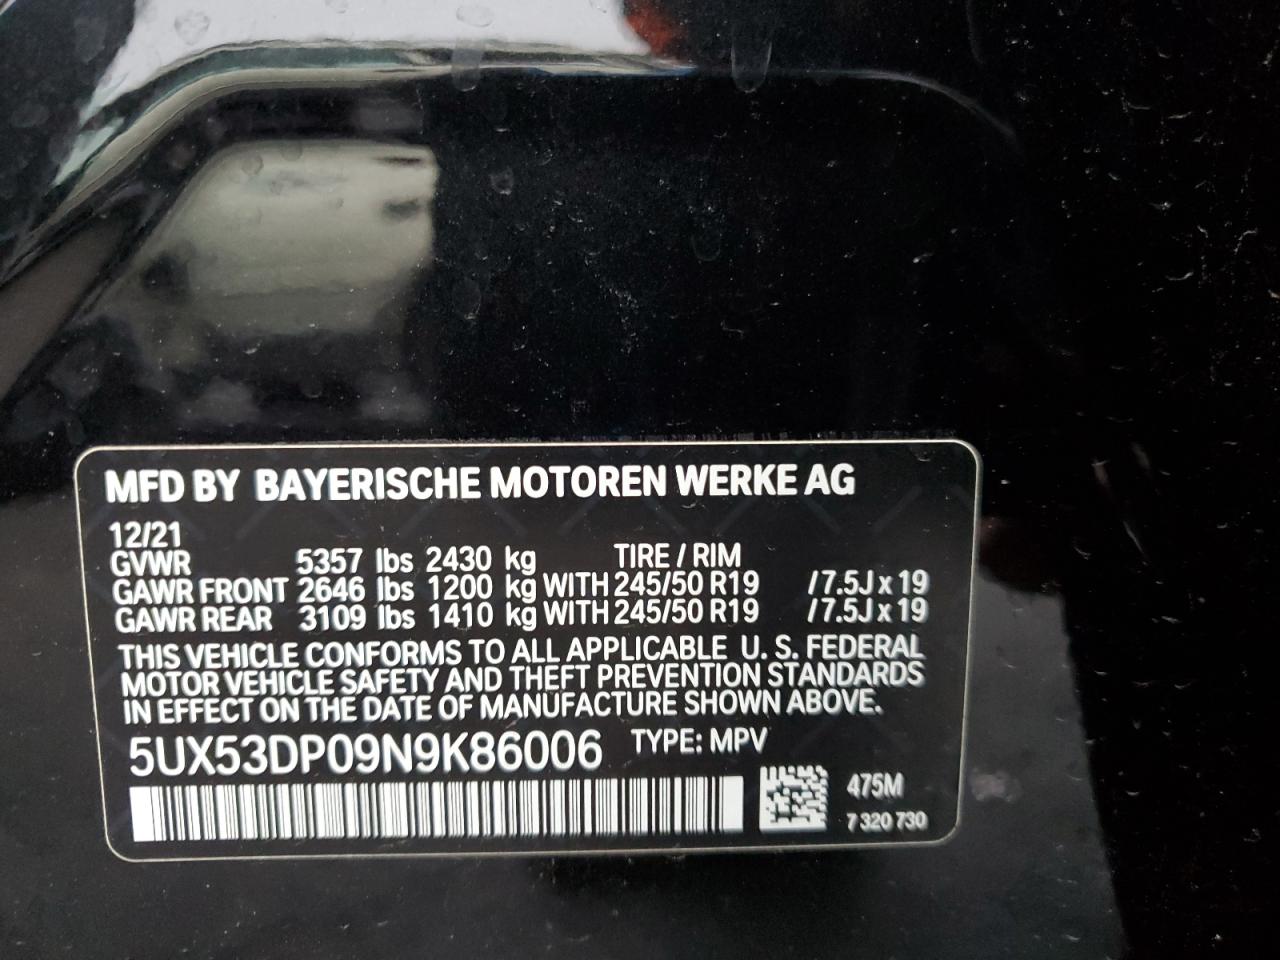 MFD BY BAYERISCHE MOTOREN WERKE AG
12/21
GVWR 5357 lbs 2430 kg TIRE / RIM
GAWR FRONT 2646 lbs 1200 kg WITH 245/50 R19 / 7.5J x 19
GAWR REAR 3109 lbs 1410 kg WITH 245/50 R19 / 7.5J x 19
THIS VEHICLE CONFORMS TO ALL APPLICABLE U. S. FEDERAL
MOTOR VEHICLE SAFETY AND THEFT PREVENTION STANDARDS
IN EFFECT ON THE DATE OF MANUFACTURE SHOWN ABOVE.
5UX53DP09N9K86006 TYPE: MPV
475M
7 320 730